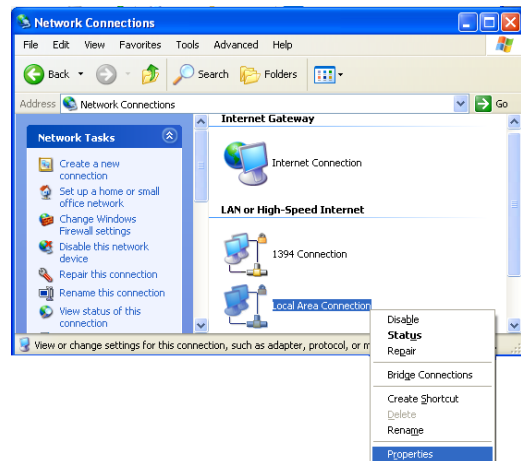 Network Connections
File Edit View Favorites Tools Advanced Help
Back Search Folders
Address Network Connections Go
Network Tasks
Create a new
connection
Set up a home or small
office network
Change Windows
Firewall settings
Disable this network
device
Repair this connection
Rename this connection
View status of this
connection
Internet Gateway
Internet Connection
LAN or High-Speed Internet
1394 Connection
Local Area Connection
Disable
Status
Repair
Bridge Connections
Create Shortcut
Delete
Rename
Properties
View or change settings for this connection, such as adapter, protocol, or